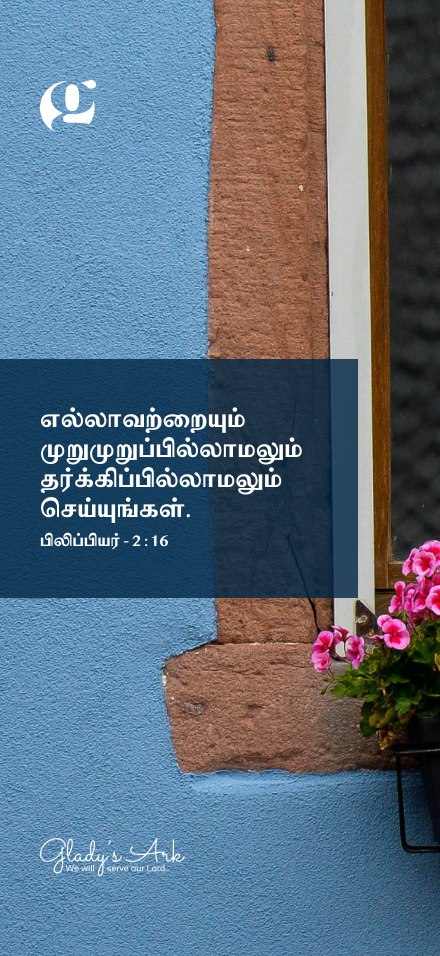 எல்லாவற்றையும்
முறுமுறுப்பில்லாமலும்
தர்க்கிப்பில்லாமலும்
செய்யுங்கள்.
பிலிப்பியர் - 2 : 16
Glady's Ark
We will serve our Lord..